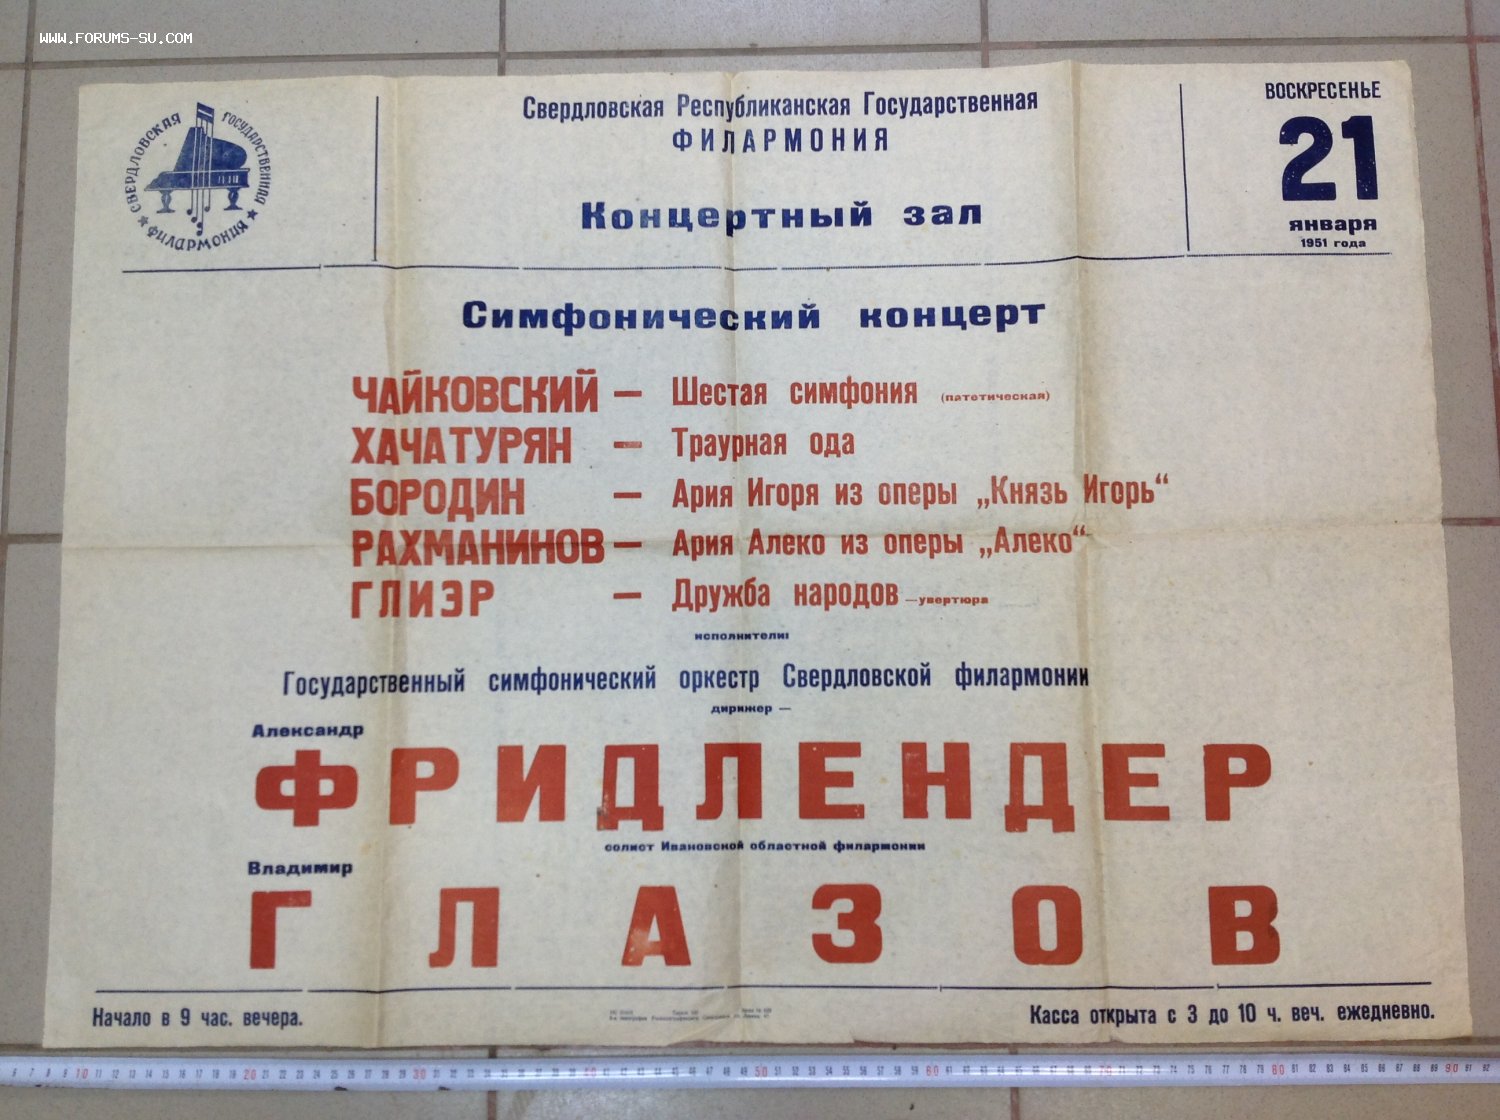 WWW.FORUMS-SU.COM
СВЕРДЛОВСКАЯ ГОСУДАРСТВЕННАЯ
★ ФИЛАРМОНИЯ ★
Свердловская Республиканская Государственная
ФИЛАРМОНИЯ
Концертный зал
ВОСКРЕСЕНЬЕ
21
января
1951 года
Симфонический концерт
ЧАЙКОВСКИЙ — Шестая симфония (патетическая)
ХАЧАТУРЯН — Траурная ода
БОРОДИН — Ария Игоря из оперы „Князь Игорь“
РАХМАНИНОВ — Ария Алеко из оперы „Алеко“
ГЛИЭР — Дружба народов — увертюра
исполнители:
Государственный симфонический оркестр Свердловской филармонии
дирижер —
Александр
ФРИДЛЕНДЕР
солист Ивановской областной филармонии
Владимир
ГЛАЗОВ
Начало в 9 час. вечера.
Касса открыта с 3 до 10 ч. веч. ежедневно.